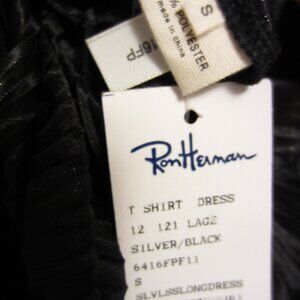 S
% POLYESTER
made in china
16FP
Ron Herman
T SHIRT DRESS
12 121 LAGE
SILVER/BLACK
6416FPF11
S
SLVLSSLONGDRESS